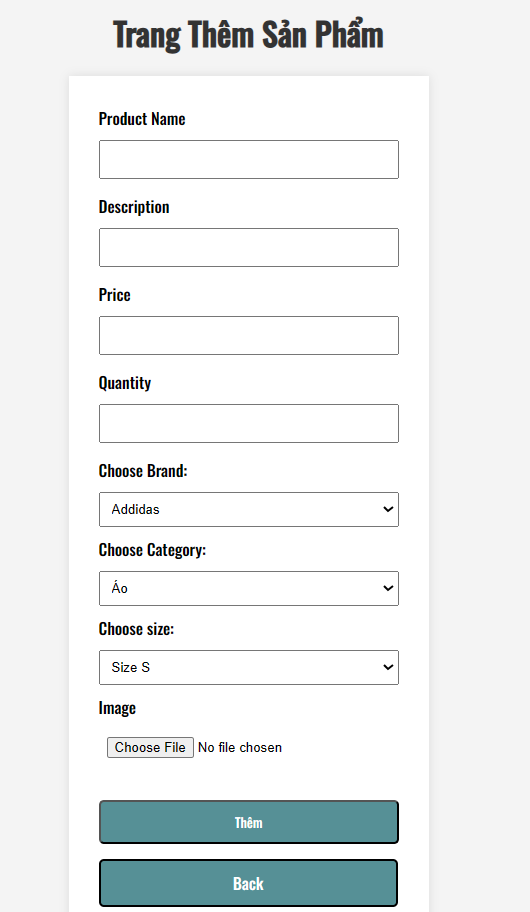 Trang Thêm Sản Phẩm
Product Name
Description
Price
Quantity
Choose Brand:
Addidas
Choose Category:
Áo
Choose size:
Size S
Image
Choose File No file chosen
Thêm
Back